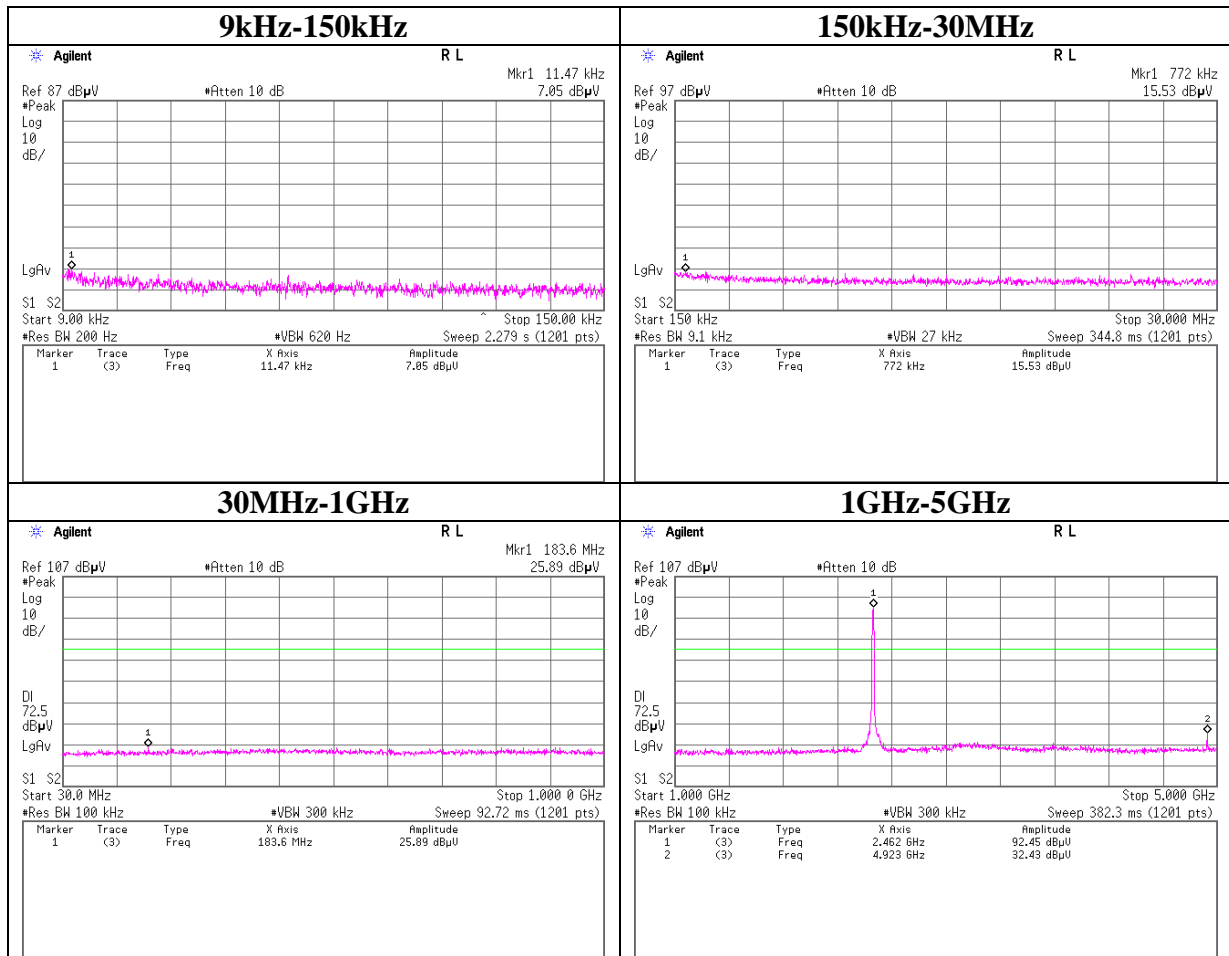 9kHz-150kHz
Agilent R L
Mkr1 11.47 kHz
Ref 87 dBµV #Atten 10 dB 7.05 dBµV
#Peak
Log
10
dB/
1
LgAv
S1 S2
Start 9.00 kHz ^ Stop 150.00 kHz
#Res BW 200 Hz #VBW 620 Hz Sweep 2.279 s (1201 pts)
Marker Trace Type X Axis Amplitude
1 (3) Freq 11.47 kHz 7.05 dBµV
150kHz-30MHz
Agilent R L
Mkr1 772 kHz
Ref 97 dBµV #Atten 10 dB 15.53 dBµV
#Peak
Log
10
dB/
1
LgAv
S1 S2
Start 150 kHz Stop 30.000 MHz
#Res BW 9.1 kHz #VBW 27 kHz Sweep 344.8 ms (1201 pts)
Marker Trace Type X Axis Amplitude
1 (3) Freq 772 kHz 15.53 dBµV
30MHz-1GHz
Agilent R L
Mkr1 183.6 MHz
Ref 107 dBµV #Atten 10 dB 25.89 dBµV
#Peak
Log
10
dB/
DI
72.5
dBµV
1
LgAv
S1 S2
Start 30.0 MHz Stop 1.000 0 GHz
#Res BW 100 kHz #VBW 300 kHz Sweep 92.72 ms (1201 pts)
Marker Trace Type X Axis Amplitude
1 (3) Freq 183.6 MHz 25.89 dBµV
1GHz-5GHz
Agilent R L
Ref 107 dBµV #Atten 10 dB
#Peak
1
Log
10
dB/
DI
72.5
dBµV
2
LgAv
S1 S2
Start 1.000 GHz Stop 5.000 GHz
#Res BW 100 kHz #VBW 300 kHz Sweep 382.3 ms (1201 pts)
Marker Trace Type X Axis Amplitude
1 (3) Freq 2.462 GHz 92.45 dBµV
2 (3) Freq 4.923 GHz 32.43 dBµV